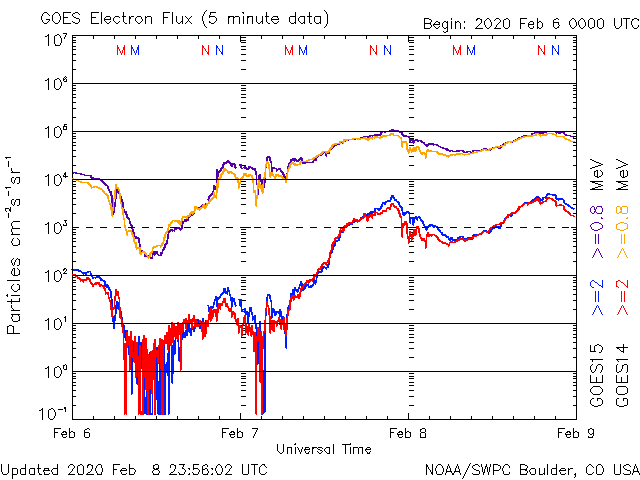 GOES Electron Flux (5 minute data)
Begin: 2020 Feb 6 0000 UTC
10⁷
M M N N M M N N M M N N
10⁶
10⁵
10⁴
10³
10²
10¹
10⁰
10⁻¹
Particles cm⁻²s⁻¹sr⁻¹
GOES15 >=2 >=0.8 MeV
GOES14 >=2 >=0.8 MeV
Feb 6 Feb 7 Feb 8 Feb 9
Universal Time
Updated 2020 Feb 8 23:56:02 UTC
NOAA/SWPC Boulder, CO USA